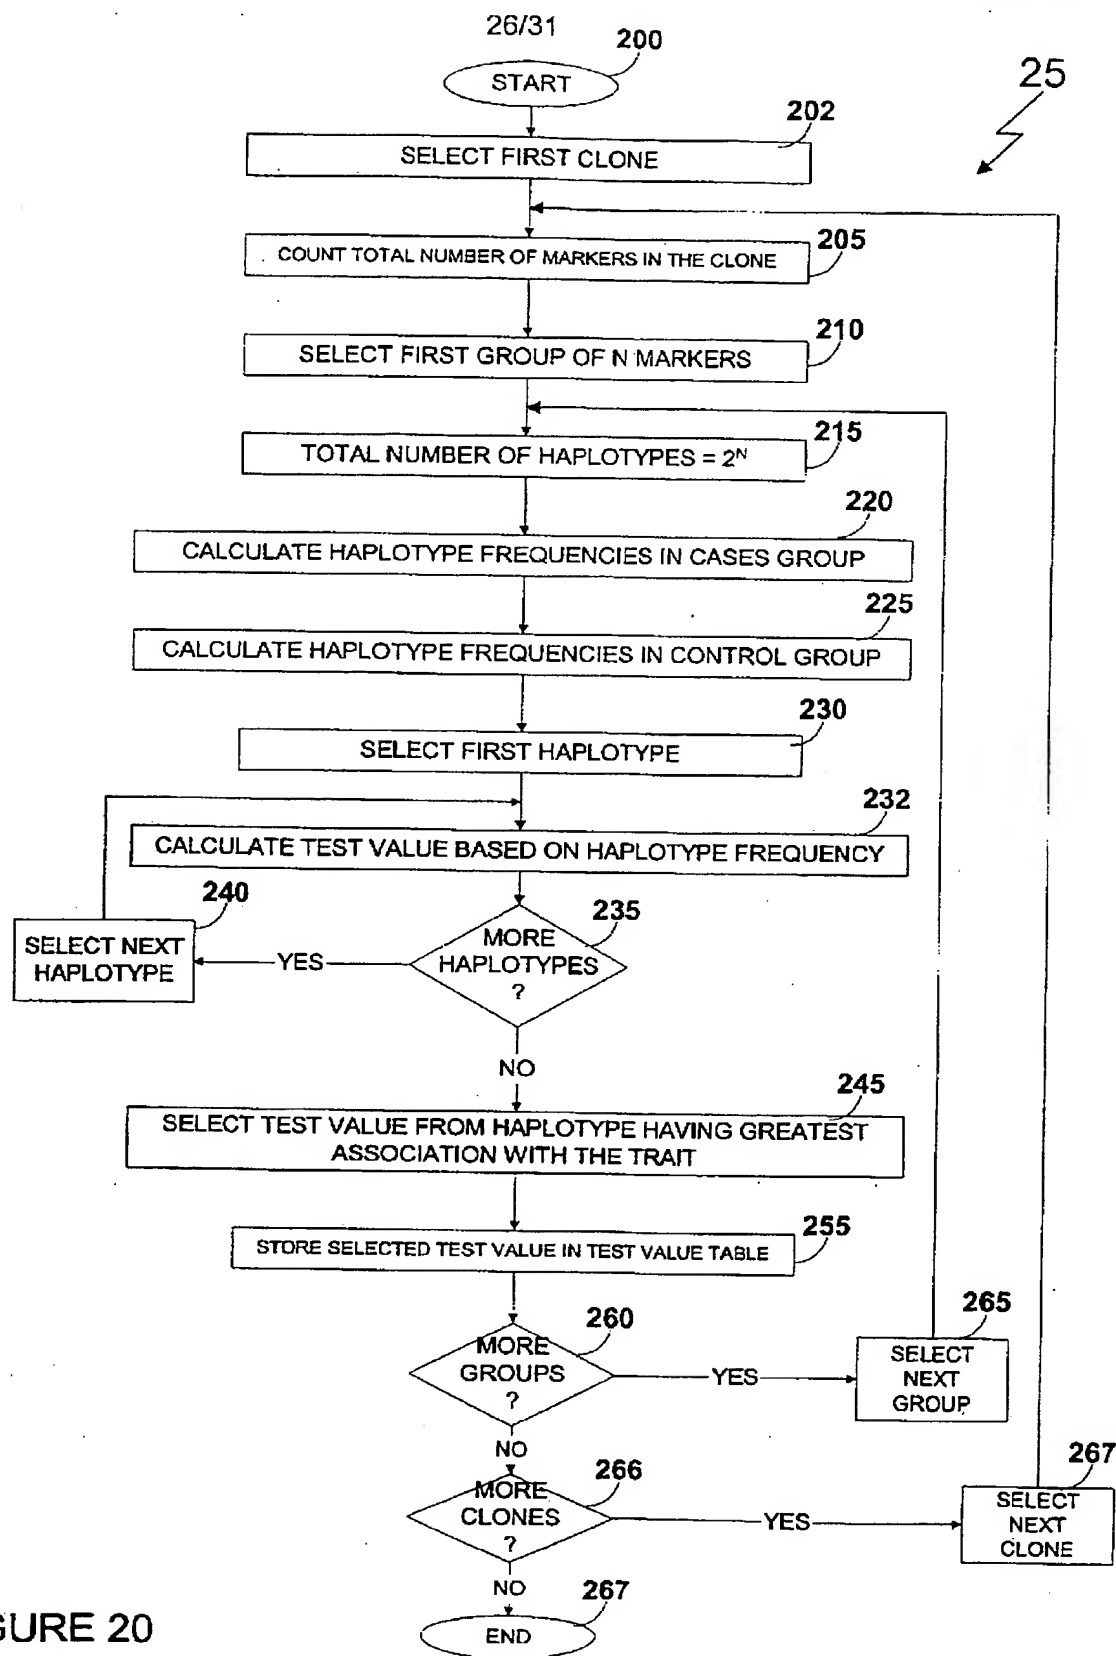 26/31
200
START
25
202
SELECT FIRST CLONE
205
COUNT TOTAL NUMBER OF MARKERS IN THE CLONE
210
SELECT FIRST GROUP OF N MARKERS
215
TOTAL NUMBER OF HAPLOTYPES = 2ᴺ
220
CALCULATE HAPLOTYPE FREQUENCIES IN CASES GROUP
225
CALCULATE HAPLOTYPE FREQUENCIES IN CONTROL GROUP
230
SELECT FIRST HAPLOTYPE
232
CALCULATE TEST VALUE BASED ON HAPLOTYPE FREQUENCY
240
SELECT NEXT
HAPLOTYPE
YES
235
MORE
HAPLOTYPES
?
NO
245
SELECT TEST VALUE FROM HAPLOTYPE HAVING GREATEST
ASSOCIATION WITH THE TRAIT
255
STORE SELECTED TEST VALUE IN TEST VALUE TABLE
260
MORE
GROUPS
?
YES
265
SELECT
NEXT
GROUP
NO
266
MORE
CLONES
?
YES
267
SELECT
NEXT
CLONE
NO
267
END
GURE 20